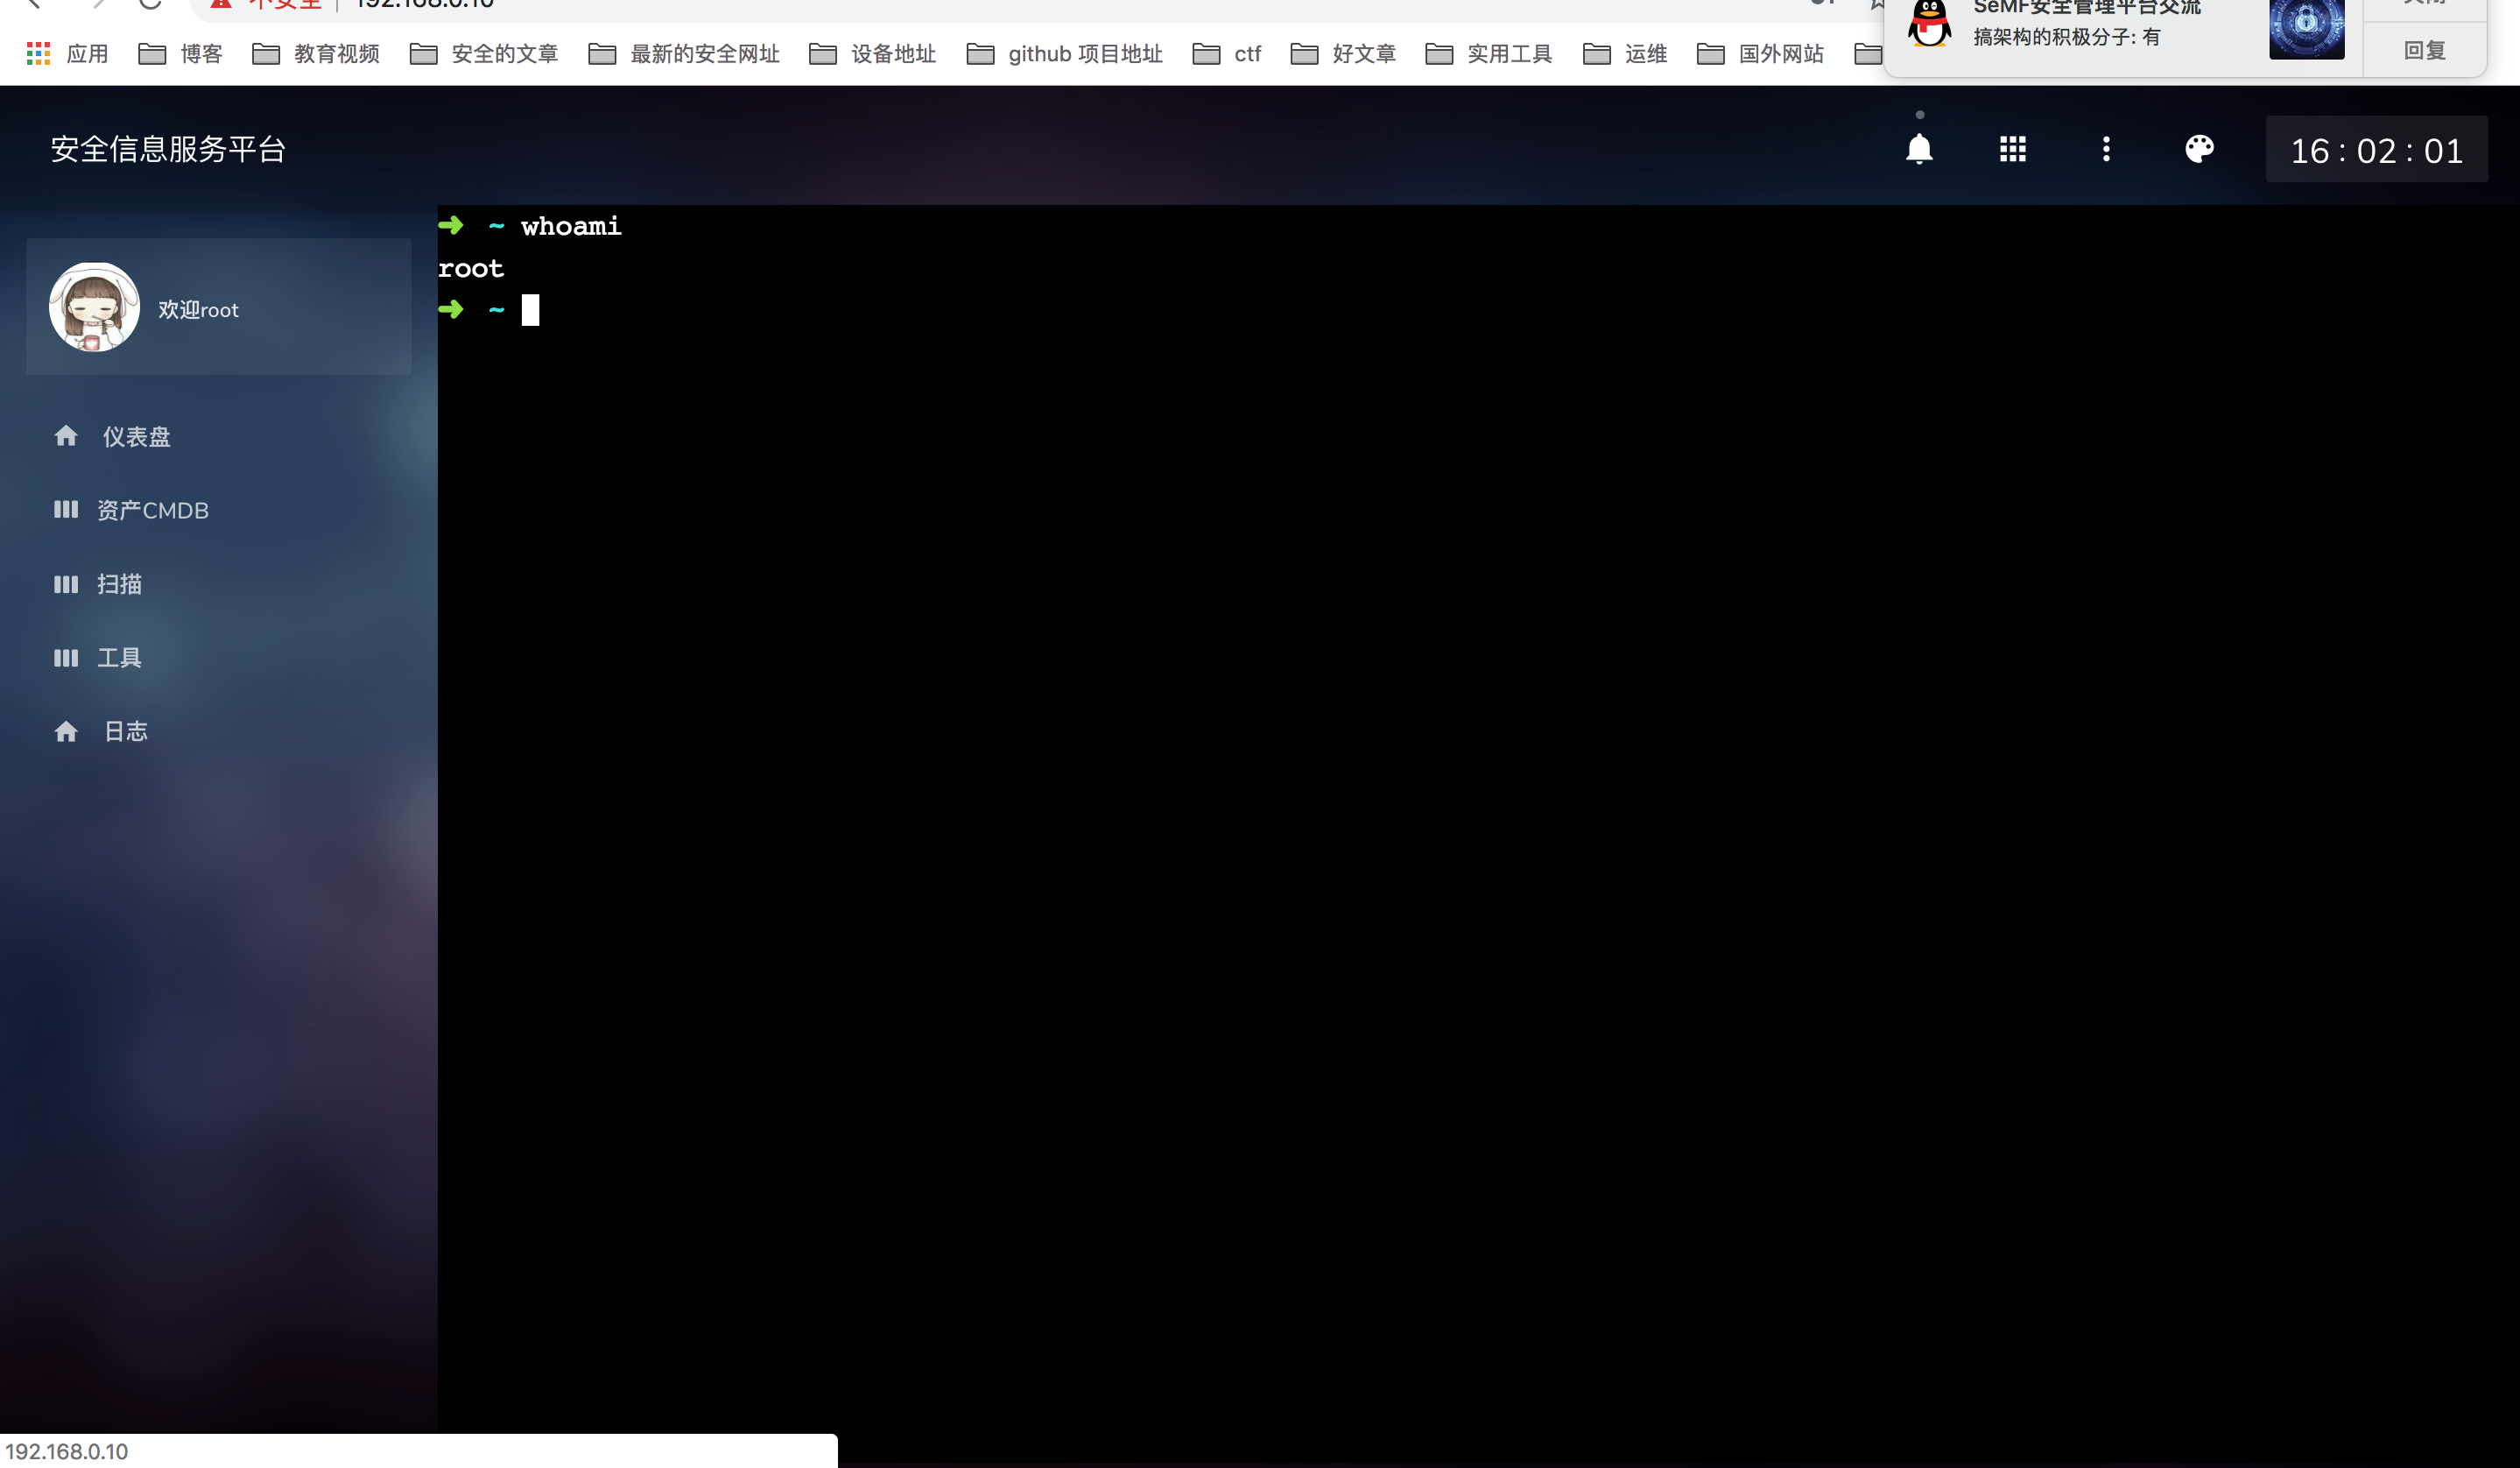 不安全 | 192.168.0.10
SeMF安全管理平台交流
搞架构的积极分子: 有
关闭
回复
应用 博客 教育视频 安全的文章 最新的安全网址 设备地址 github 项目地址 ctf 好文章 实用工具 运维 国外网站
安全信息服务平台
16 : 02 : 01
欢迎root
仪表盘
资产CMDB
扫描
工具
日志
➜ ~ whoami
root
➜ ~
192.168.0.10